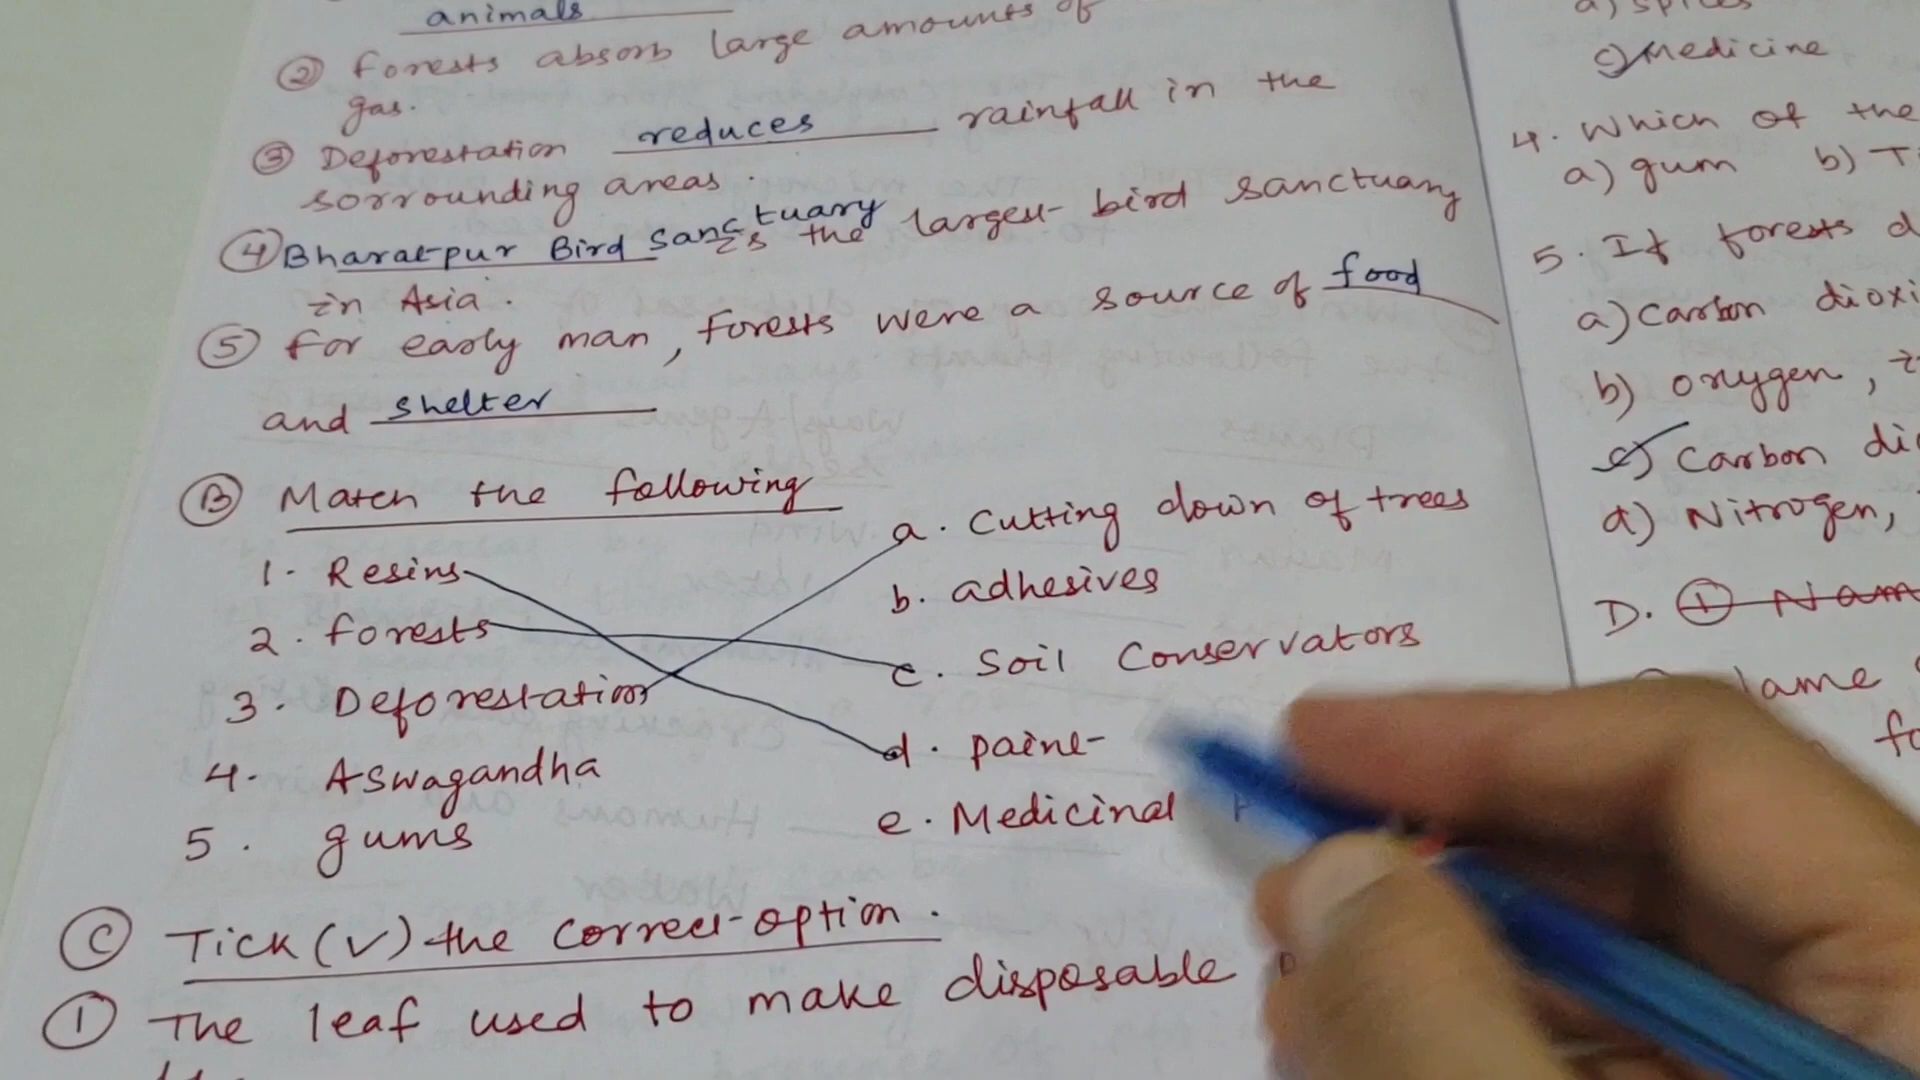 animals
② Forests absorb large amounts of
gas.
③ Deforestation reduces rainfall in the
sorrounding areas.
④ Bharatpur Bird Sanctuary is the largest bird sanctuary
in Asia.
⑤ For early man, forests were a source of food
and shelter
Ⓑ Match the following
1. Resins
2. forests
3. Deforestation
4. Aswagandha
5. gums
a. Cutting down of trees
b. adhesives
c. Soil Conservators
d. paint
e. Medicinal
Ⓒ Tick (√) the correct option.
① The leaf used to make disposable
c) Medicine
4. Which of the
a) gum b)
5. If forests
a) Carbon
b) oxygen,
c) Carbon
d) Nitrogen,
D. ①